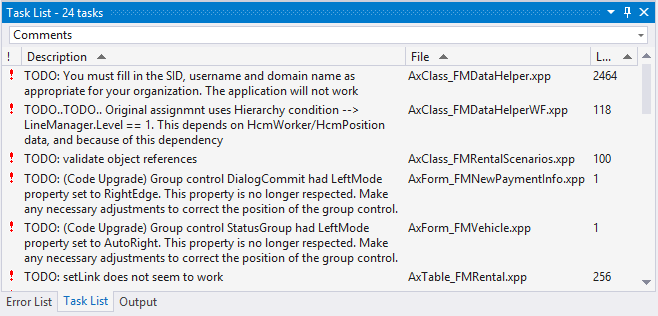 Task List - 24 tasks
Comments
! Description File L...
TODO: You must fill in the SID, username and domain name as AxClass_FMDataHelper.xpp 2464
appropriate for your organization. The application will not work
TODO..TODO.. Original assignmnt uses Hierarchy condition --> AxClass_FMDataHelperWF.xpp 118
LineManager.Level == 1. This depends on HcmWorker/HcmPosition
data, and because of this dependency
TODO: validate object references AxClass_FMRentalScenarios.xpp 100
TODO: (Code Upgrade) Group control DialogCommit had LeftMode AxForm_FMNewPaymentInfo.xpp 1
property set to RightEdge. This property is no longer respected. Make
any necessary adjustments to correct the position of the group control.
TODO: (Code Upgrade) Group control StatusGroup had LeftMode AxForm_FMVehicle.xpp 1
property set to AutoRight. This property is no longer respected. Make
any necessary adjustments to correct the position of the group control.
TODO: setLink does not seem to work AxTable_FMRental.xpp 256
Error List Task List Output